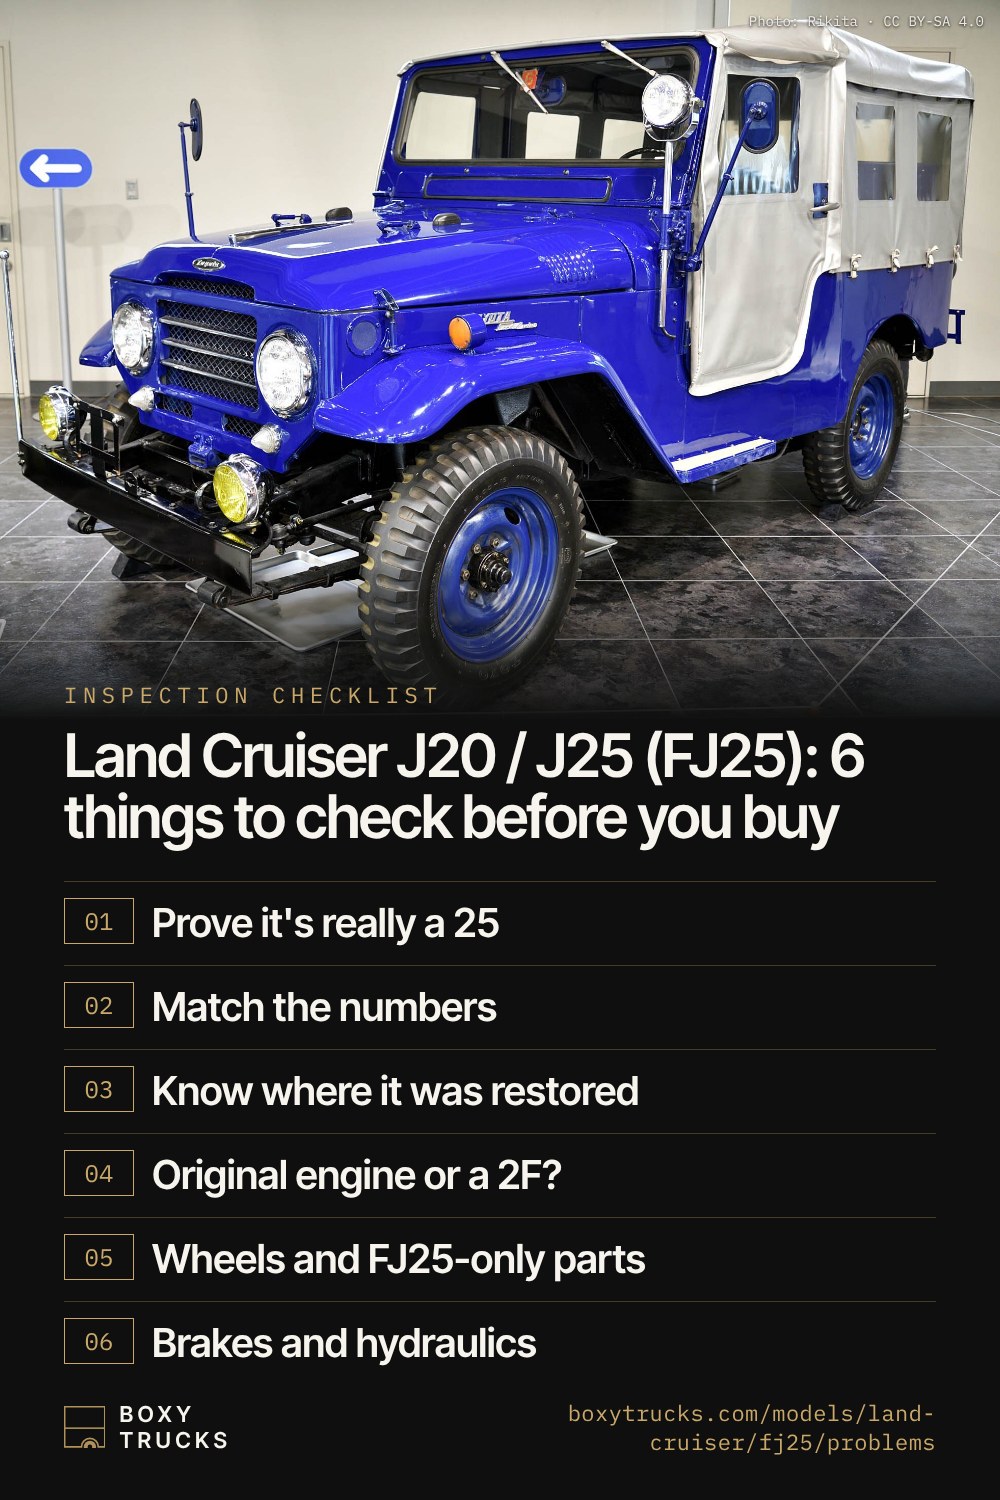 Photo: Rikita · CC BY-SA 4.0
INSPECTION CHECKLIST
Land Cruiser J20 / J25 (FJ25): 6
things to check before you buy
01 Prove it's really a 25
02 Match the numbers
03 Know where it was restored
04 Original engine or a 2F?
05 Wheels and FJ25-only parts
06 Brakes and hydraulics
BOXY
TRUCKS
boxytrucks.com/models/land-
cruiser/fj25/problems